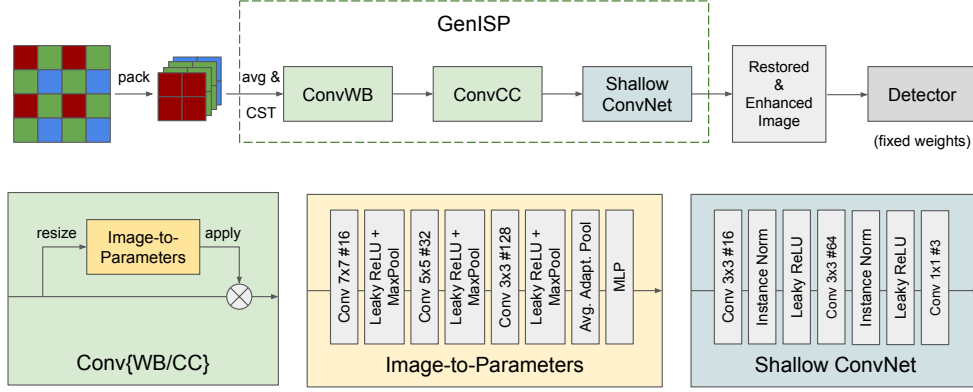 GenISP
pack
avg &
CST
ConvWB
ConvCC
Shallow
ConvNet
Restored
&
Enhanced
Image
Detector
(fixed weights)
resize
Image-to-
Parameters
apply
Conv{WB/CC}
Conv 7x7 #16
Leaky ReLU +
MaxPool
Conv 5x5 #32
Leaky ReLU +
MaxPool
Conv 3x3 #128
Leaky ReLU +
MaxPool
Avg. Adapt. Pool
MLP
Image-to-Parameters
Conv 3x3 #16
Instance Norm
Leaky ReLU
Conv 3x3 #64
Instance Norm
Leaky ReLU
Conv 1x1 #3
Shallow ConvNet